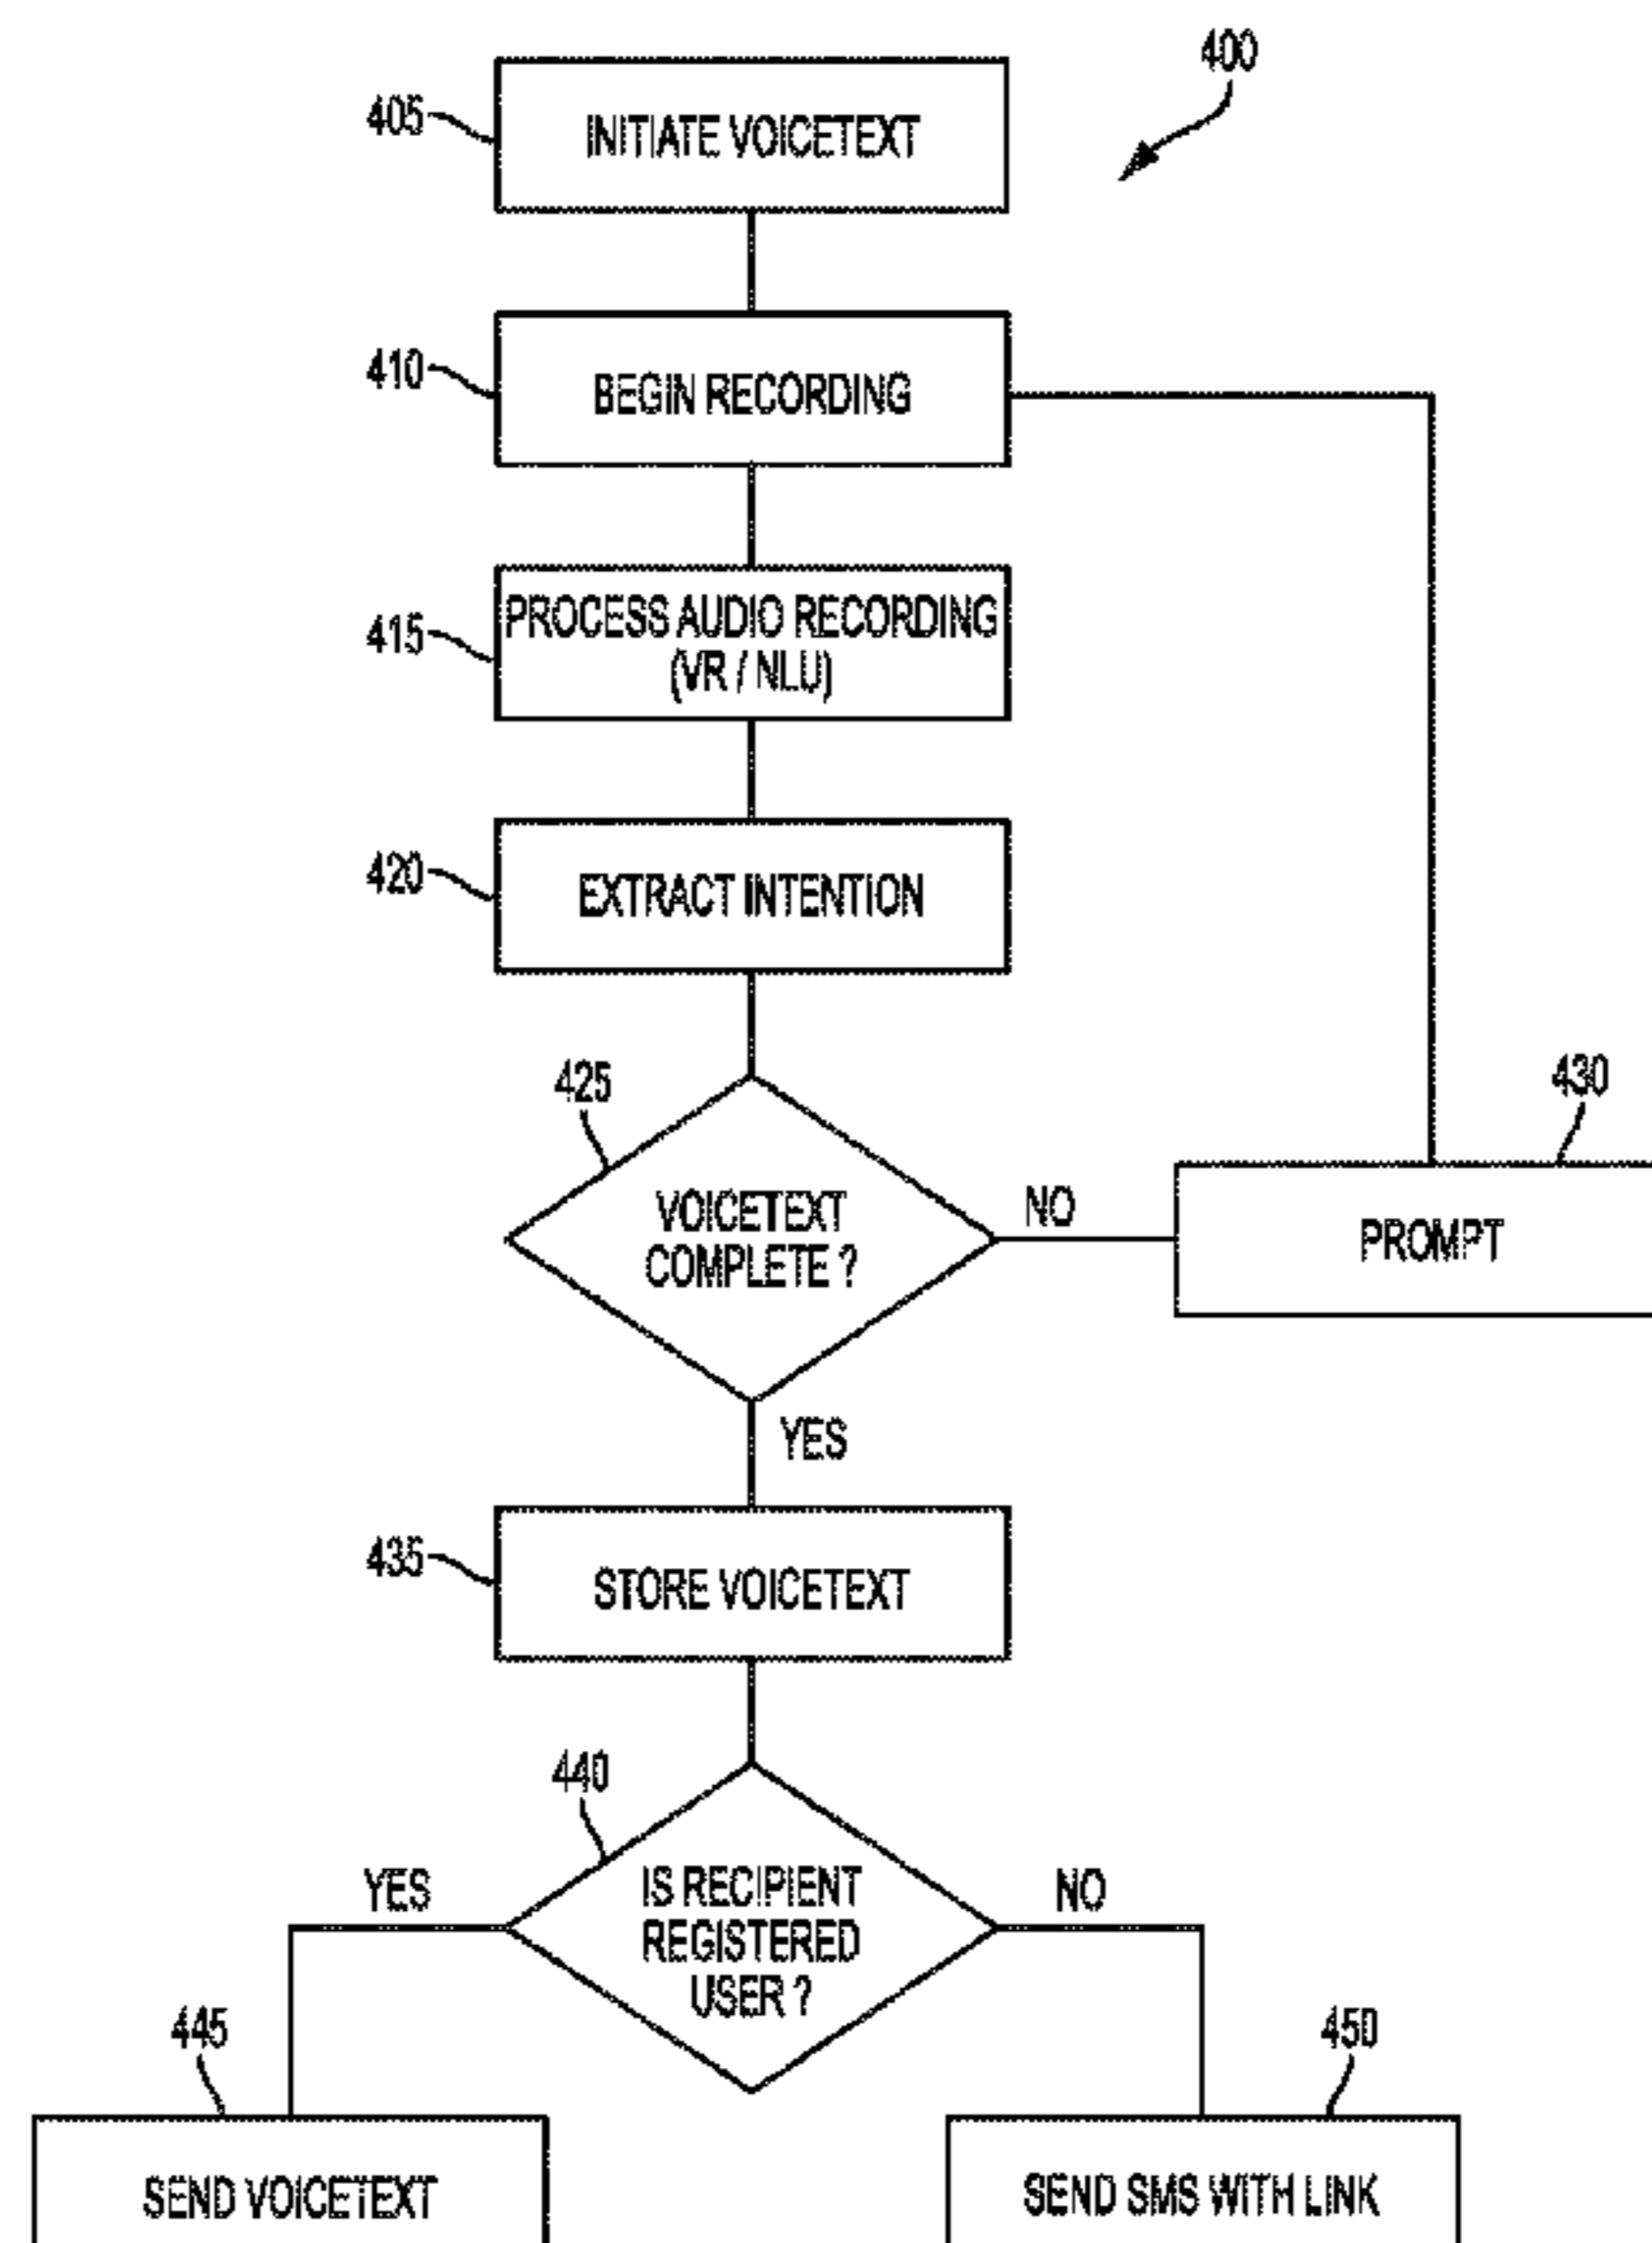 400
405
INITIATE VOICETEXT
410
BEGIN RECORDING
415
PROCESS AUDIO RECORDING
(VR / NLU)
420
EXTRACT INTENTION
425
VOICETEXT
COMPLETE ?
NO
430
PROMPT
YES
435
STORE VOICETEXT
440
IS RECIPIENT
REGISTERED
USER ?
YES
NO
445
SEND VOICETEXT
450
SEND SMS WITH LINK